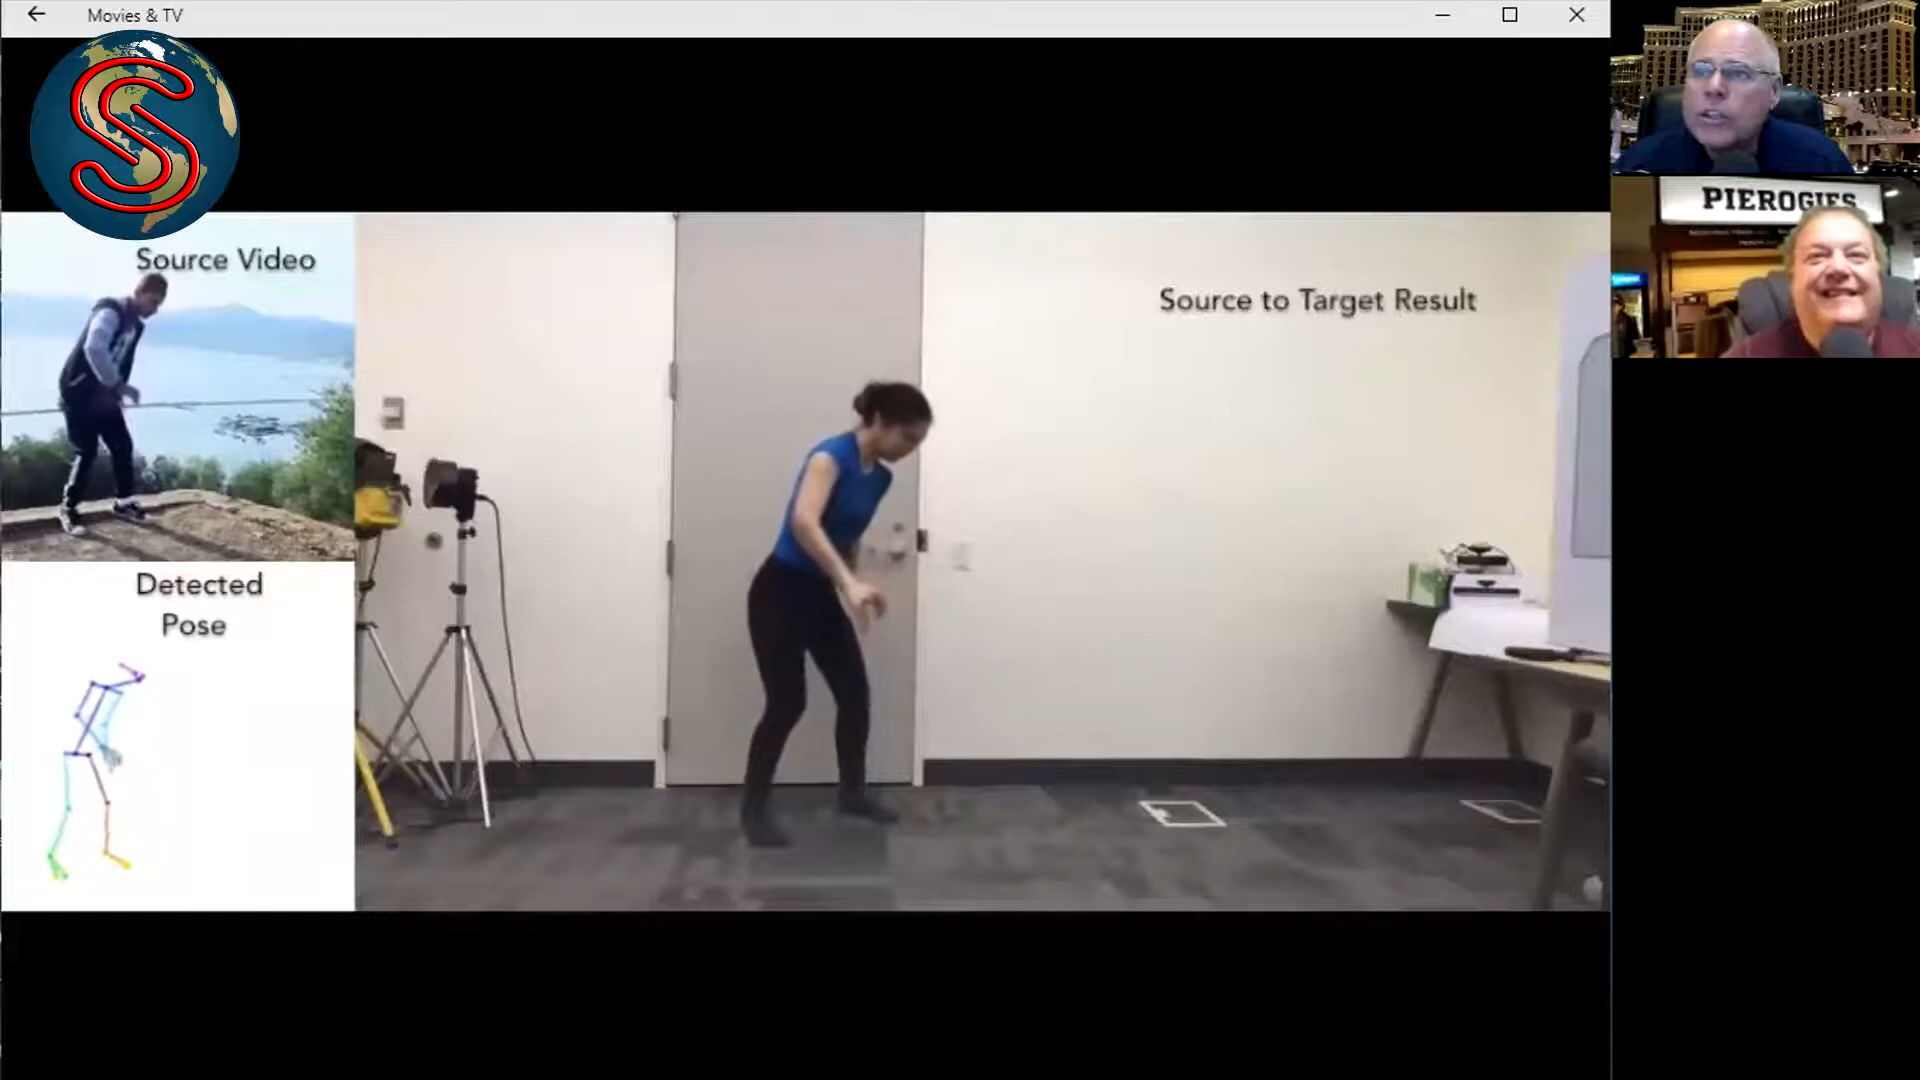 Movies & TV
S
PIEROGIES
Source Video
Source to Target Result
Detected
Pose